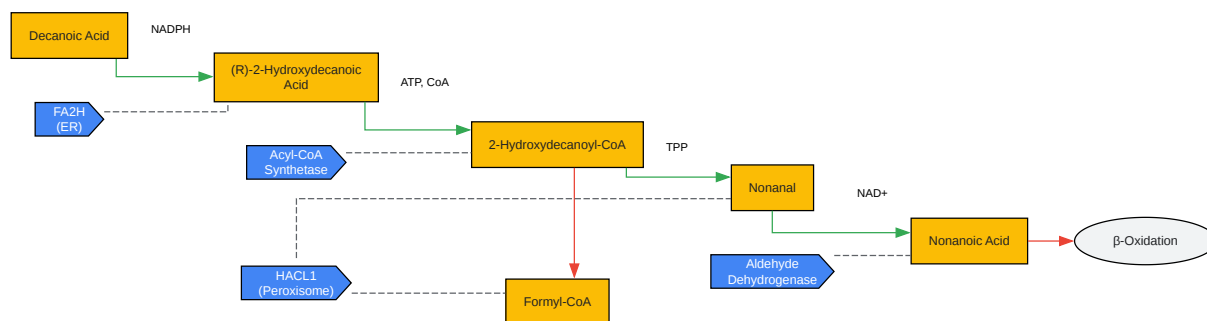 Decanoic Acid
NADPH
(R)-2-Hydroxydecanoic
Acid
ATP, CoA
FA2H
(ER)
2-Hydroxydecanoyl-CoA
TPP
Acyl-CoA
Synthetase
Nonanal
NAD+
Nonanoic Acid
β-Oxidation
Aldehyde
Dehydrogenase
HACL1
(Peroxisome)
Formyl-CoA